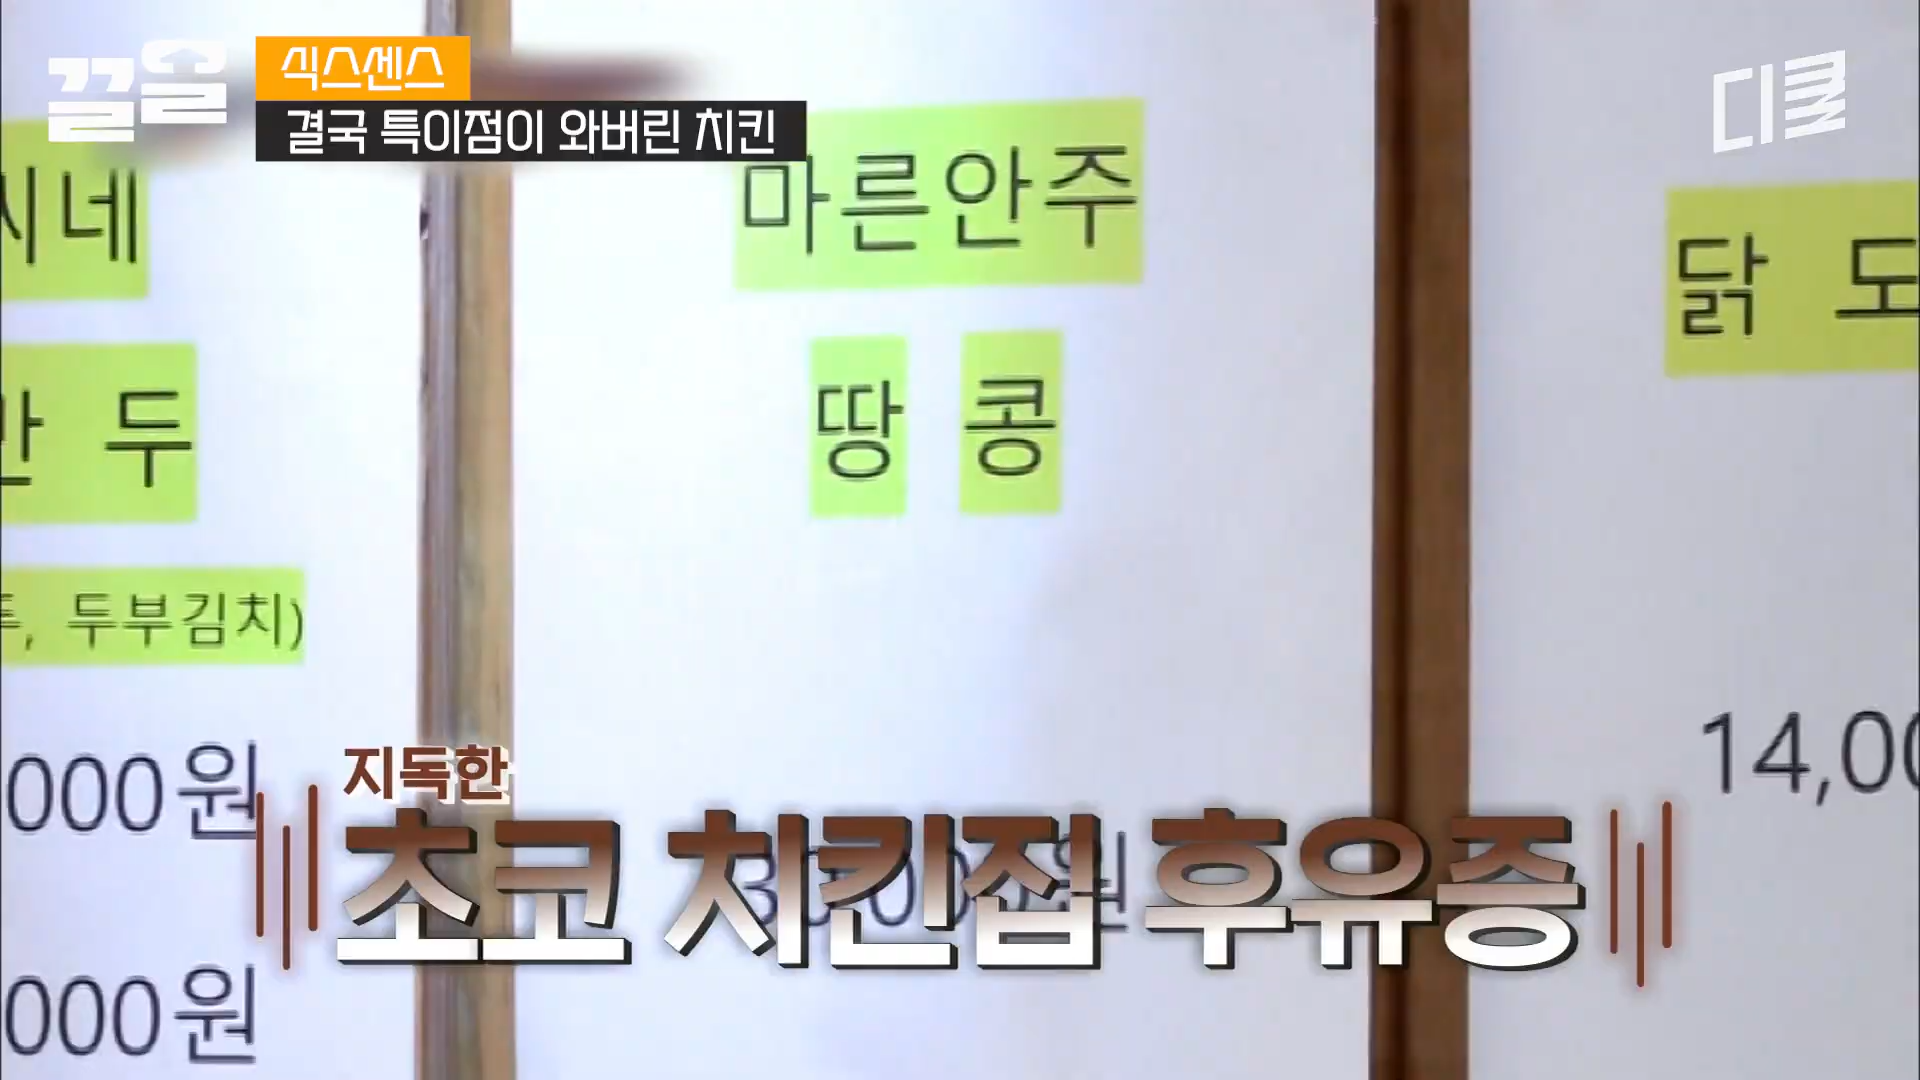 끌올
식스센스
결국 특이점이 와버린 치킨
디클
시네
마른안주
닭 도
만 두
땅 콩
두부김치)
000원
14,00
000원
지독한
초코 치킨집 후유증